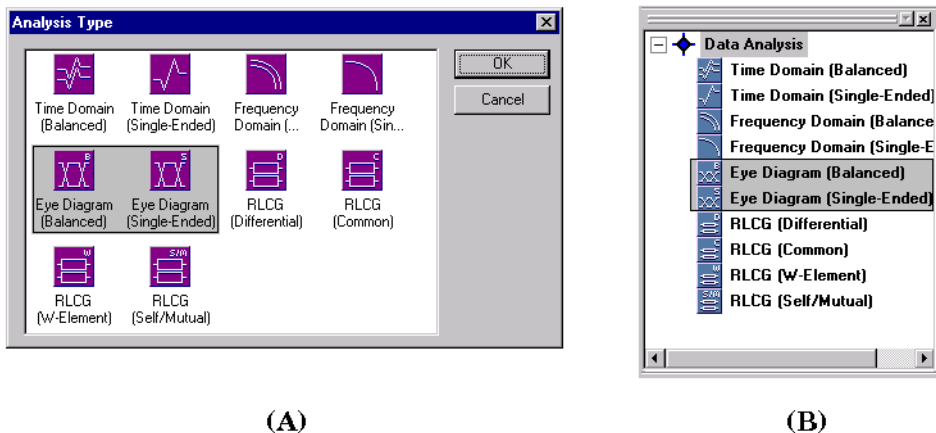 Analysis Type
Time Domain (Balanced)
Time Domain (Single-Ended)
Frequency Domain (...
Frequency Domain (Sin...
Eye Diagram (Balanced)
Eye Diagram (Single-Ended)
RLCG (Differential)
RLCG (Common)
RLCG (W-Element)
RLCG (Self/Mutual)
B
S
D
C
W
S/M
OK
Cancel
(A)
Data Analysis
Time Domain (Balanced)
Time Domain (Single-Ended)
Frequency Domain (Balance
Frequency Domain (Single-E
B
Eye Diagram (Balanced)
S
Eye Diagram (Single-Ended)
D
RLCG (Differential)
C
RLCG (Common)
W
RLCG (W-Element)
S/M
RLCG (Self/Mutual)
(B)